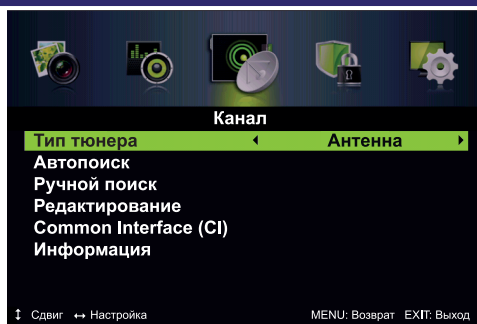 Канал
Тип тюнера Антенна
Автопоиск
Ручной поиск
Редактирование
Common Interface (CI)
Информация
Сдвиг Настройка MENU: Возврат EXIT: Выход